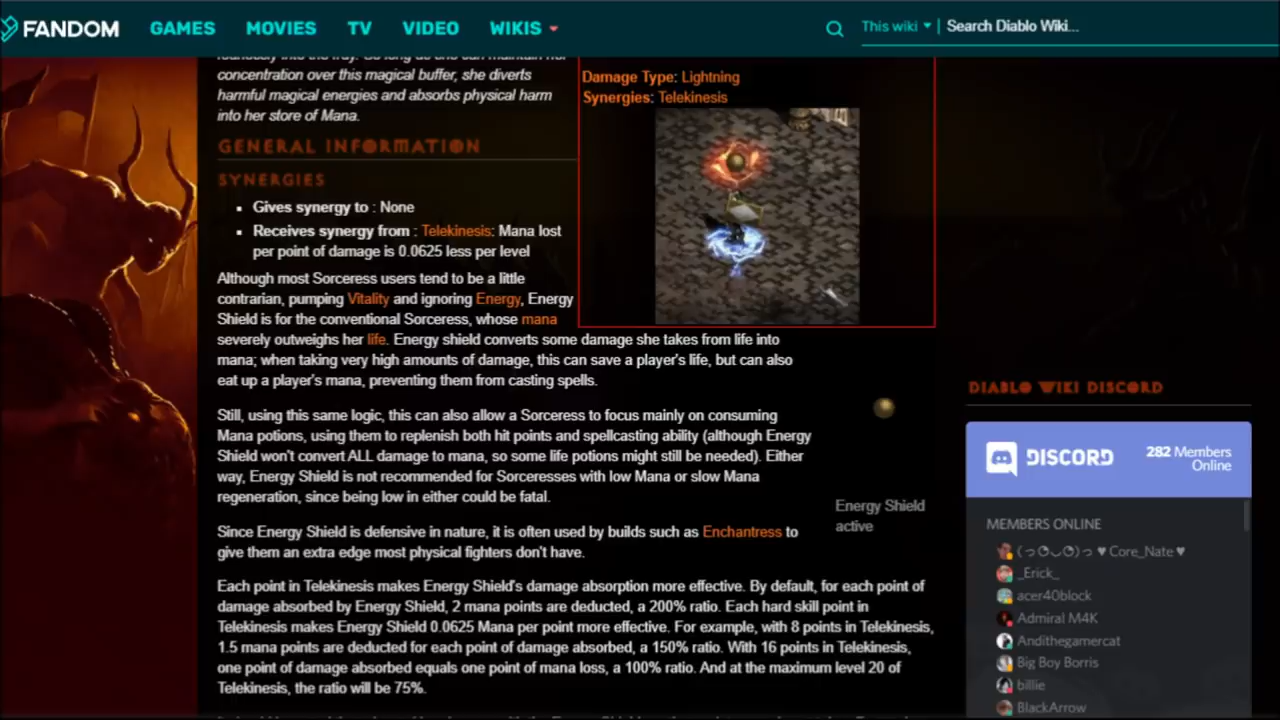 FANDOM
GAMES
MOVIES
TV
VIDEO
WIKIS
This wiki
Search Diablo Wiki...
concentration over this magical buffer, she diverts
harmful magical energies and absorbs physical harm
into her store of Mana.
GENERAL INFORMATION
SYNERGIES
Gives synergy to : None
Receives synergy from : Telekinesis: Mana lost
per point of damage is 0.0625 less per level
Damage Type: Lightning
Synergies: Telekinesis
Although most Sorceress users tend to be a little
contrarian, pumping Vitality and ignoring Energy, Energy
Shield is for the conventional Sorceress, whose mana
severely outweighs her life. Energy shield converts some damage she takes from life into
mana; when taking very high amounts of damage, this can save a player's life, but can also
eat up a player's mana, preventing them from casting spells.
Still, using this same logic, this can also allow a Sorceress to focus mainly on consuming
Mana potions, using them to replenish both hit points and spellcasting ability (although Energy
Shield won't convert ALL damage to mana, so some life potions might still be needed). Either
way, Energy Shield is not recommended for Sorceresses with low Mana or slow Mana
regeneration, since being low in either could be fatal.
Energy Shield
active
Since Energy Shield is defensive in nature, it is often used by builds such as Enchantress to
give them an extra edge most physical fighters don't have.
Each point in Telekinesis makes Energy Shield's damage absorption more effective. By default, for each point of
damage absorbed by Energy Shield, 2 mana points are deducted, a 200% ratio. Each hard skill point in
Telekinesis makes Energy Shield 0.0625 Mana per point more effective. For example, with 8 points in Telekinesis,
1.5 mana points are deducted for each point of damage absorbed, a 150% ratio. With 16 points in Telekinesis,
one point of damage absorbed equals one point of mana loss, a 100% ratio. And at the maximum level 20 of
Telekinesis, the ratio will be 75%.
DIABLO WIKI DISCORD
DISCORD
282 Members
Online
MEMBERS ONLINE
(っ◔◡◔)っ ♥ Core_Nate ♥
_Erick_
acer40block
Admiral M4K
Andithegamercat
Big Boy Borris
billie
BlackArrow